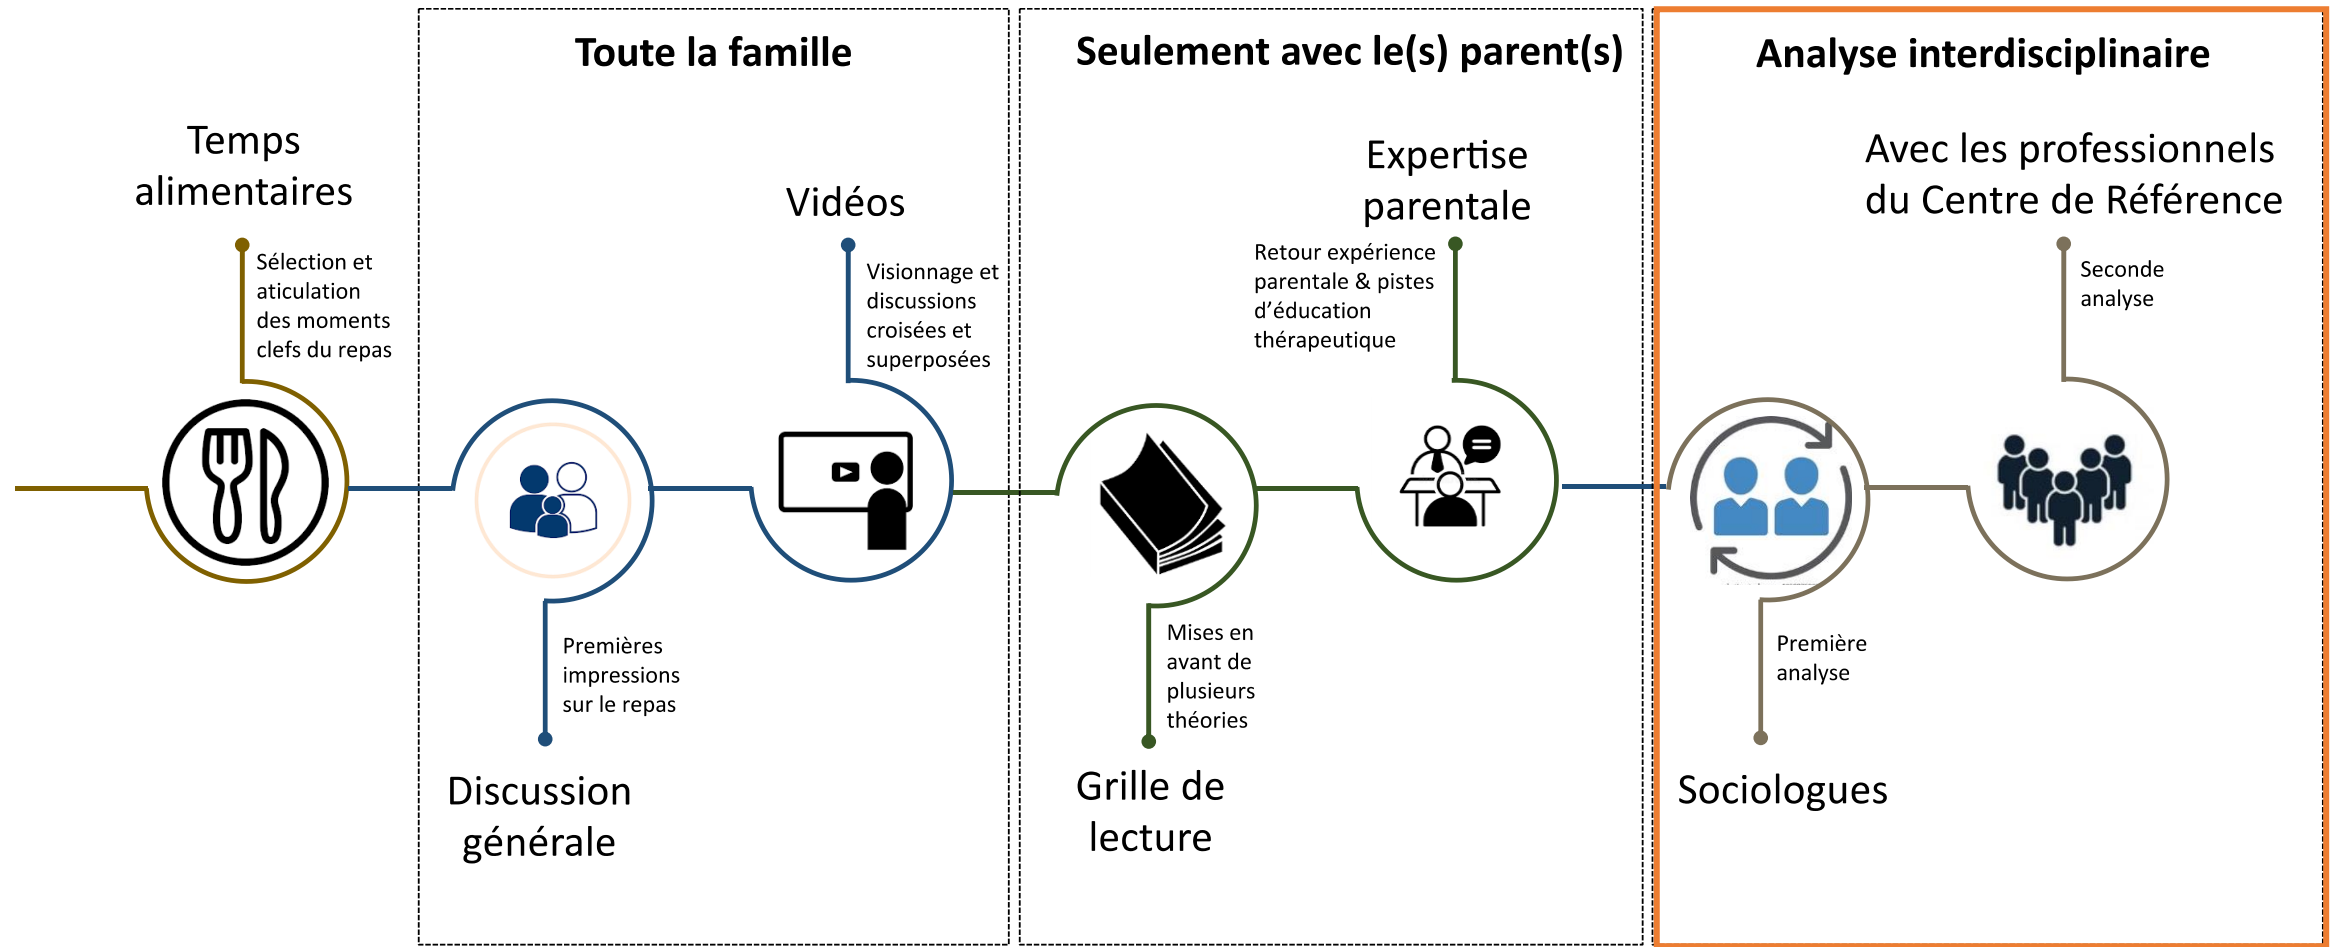 Toute la famille
Seulement avec le(s) parent(s)
Analyse interdisciplinaire
Temps
alimentaires
Sélection et
aticulation
des moments
clefs du repas
Premières
impressions
sur le repas
Discussion
générale
Vidéos
Visionnage et
discussions
croisées et
superposées
Mises en
avant de
plusieurs
théories
Grille de
lecture
Expertise
parentale
Retour expérience
parentale & pistes
d’éducation
thérapeutique
Première
analyse
Sociologues
Avec les professionnels
du Centre de Référence
Seconde
analyse